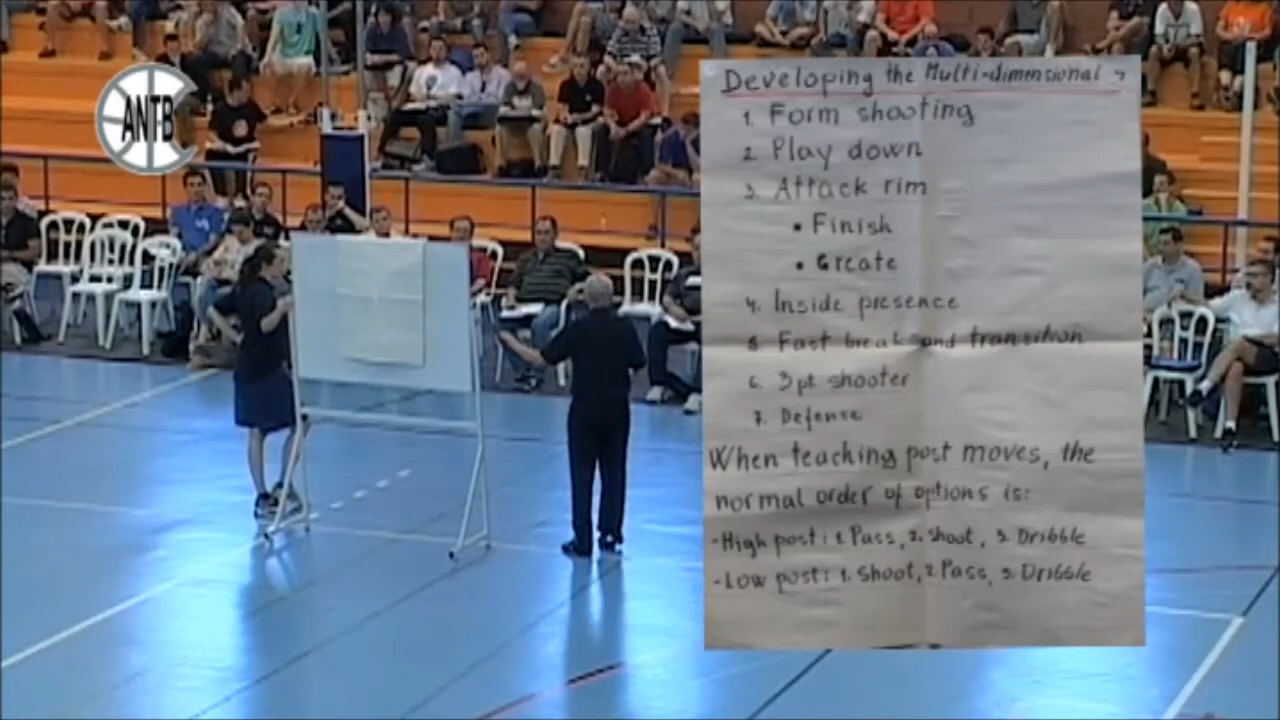 ANTB
Developing the Multi-dimensional
1. Form shooting
2 Play down
3. Attack rim
• Finish
• Create
4. Inside presence
5. Fast break and transition
6. 3pt shooter
7. Defense
When teaching post moves, the
normal order of options is:
-High post: 1 Pass, 2. Shoot, 3. Dribble
-Low post: 1. Shoot, 2 Pass, 3. Dribble